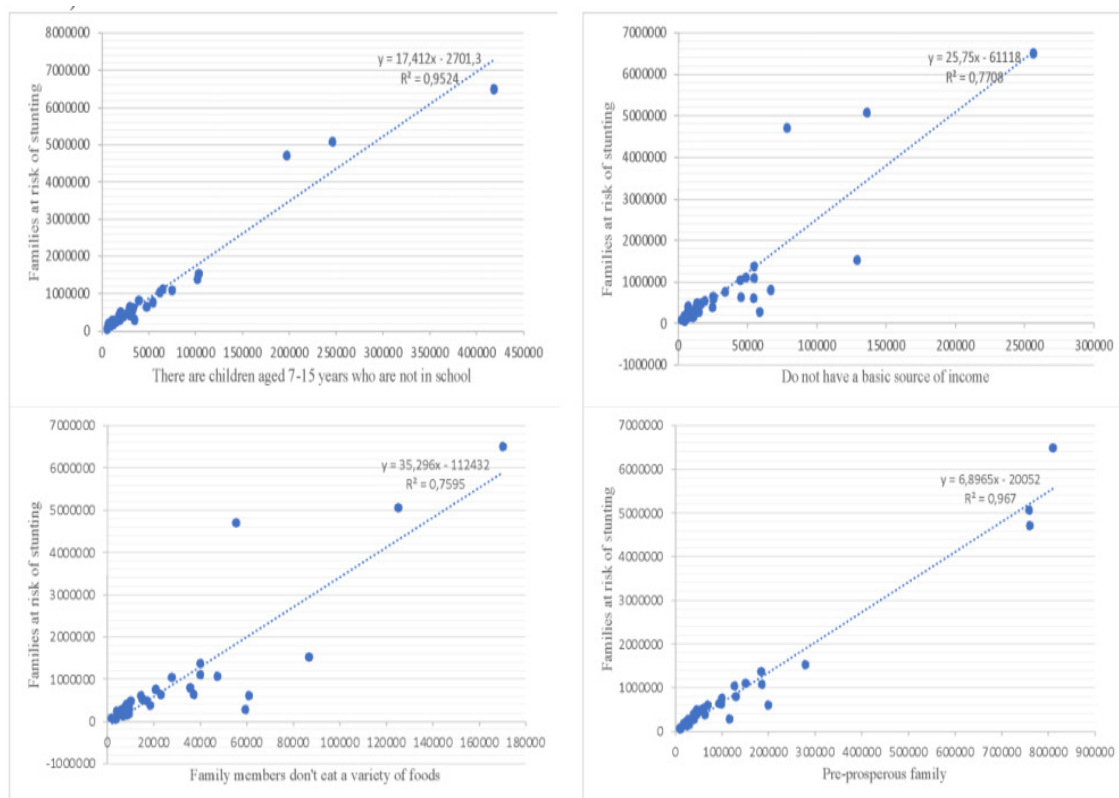 8000000
7000000
6000000
5000000
4000000
3000000
2000000
1000000
0
Families at risk of stunting
y = 17,412x - 2701,3
R² = 0,9524
0 50000 100000 150000 200000 250000 300000 350000 400000 450000
There are children aged 7-15 years who are not in school
7000000
6000000
5000000
4000000
3000000
2000000
1000000
0
-1000000
Families at risk of stunting
y = 25,75x - 61118
R² = 0,7708
0 50000 100000 150000 200000 250000 300000
Do not have a basic source of income
7000000
6000000
5000000
4000000
3000000
2000000
1000000
0
-1000000
Families at risk of stunting
y = 35,296x - 112432
R² = 0,7595
0 20000 40000 60000 80000 100000 120000 140000 160000 180000
Family members don't eat a variety of foods
7000000
6000000
5000000
4000000
3000000
2000000
1000000
0
Families at risk of stunting
y = 6,8965x - 20052
R² = 0,967
0 100000 200000 300000 400000 500000 600000 700000 800000 900000
Pre-prosperous family